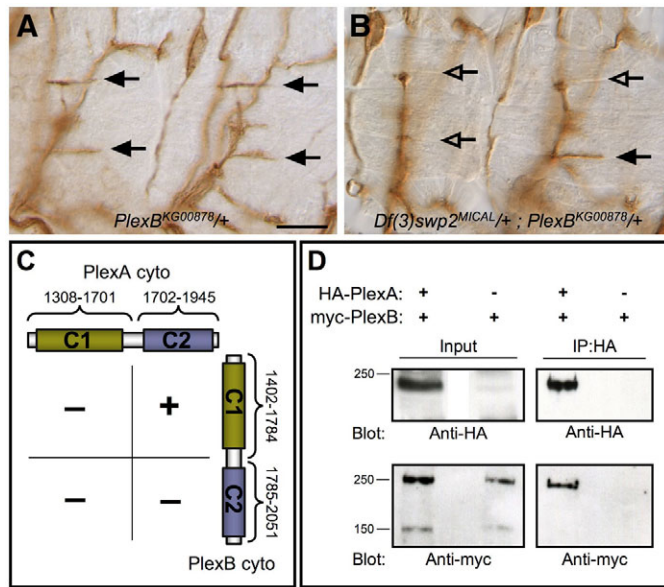 A
B
PlexB^KG00878/+
Df(3)swp2^MICAL/+ ; PlexB^KG00878/+
C
PlexA cyto
1308-1701 1702-1945
C1 C2
– +
– –
C1 1402-1784
C2 1785-2051
PlexB cyto
D
HA-PlexA: + - + -
myc-PlexB: + + + +
Input IP:HA
250
Blot: Anti-HA Anti-HA
250
150
Blot: Anti-myc Anti-myc